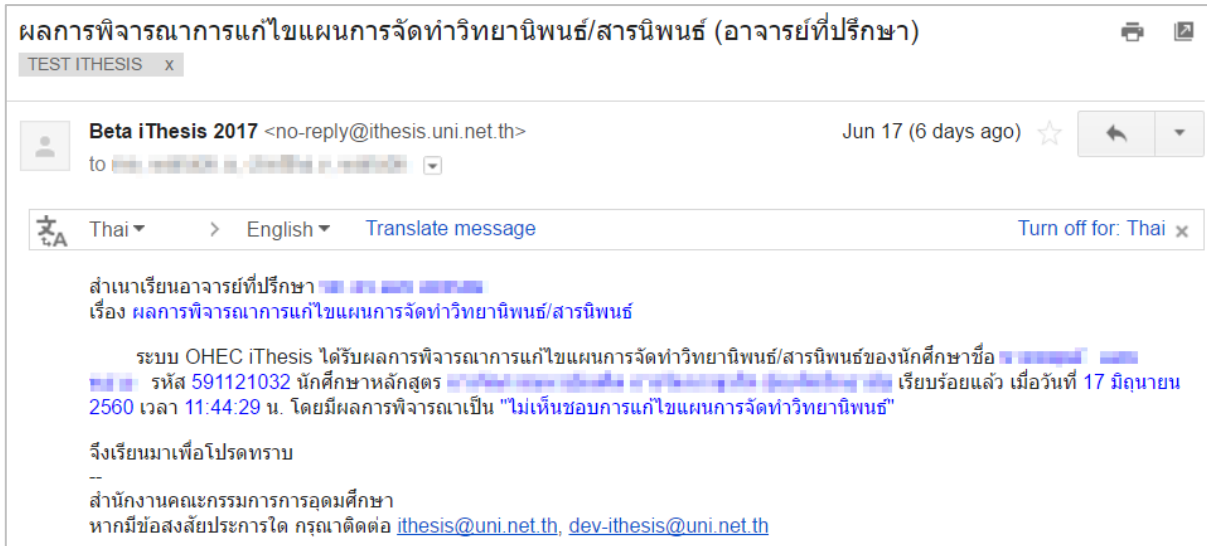 ผลการพิจารณาการแก้ไขแผนการจัดทำวิทยานิพนธ์/สารนิพนธ์ (อาจารย์ที่ปรึกษา)
TEST ITHESIS x
Beta iThesis 2017 <no-reply@ithesis.uni.net.th> Jun 17 (6 days ago)
to
Thai > English Translate message Turn off for: Thai x
สำเนาเรียนอาจารย์ที่ปรึกษา
เรื่อง ผลการพิจารณาการแก้ไขแผนการจัดทำวิทยานิพนธ์/สารนิพนธ์
ระบบ OHEC iThesis ได้รับผลการพิจารณาการแก้ไขแผนการจัดทำวิทยานิพนธ์/สารนิพนธ์ของนักศึกษาชื่อ
รหัส 591121032 นักศึกษาหลักสูตร เรียบร้อยแล้ว เมื่อวันที่ 17 มิถุนายน
2560 เวลา 11:44:29 น. โดยมีผลการพิจารณาเป็น "ไม่เห็นชอบการแก้ไขแผนการจัดทำวิทยานิพนธ์"
จึงเรียนมาเพื่อโปรดทราบ
--
สำนักงานคณะกรรมการการอุดมศึกษา
หากมีข้อสงสัยประการใด กรุณาติดต่อ ithesis@uni.net.th, dev-ithesis@uni.net.th